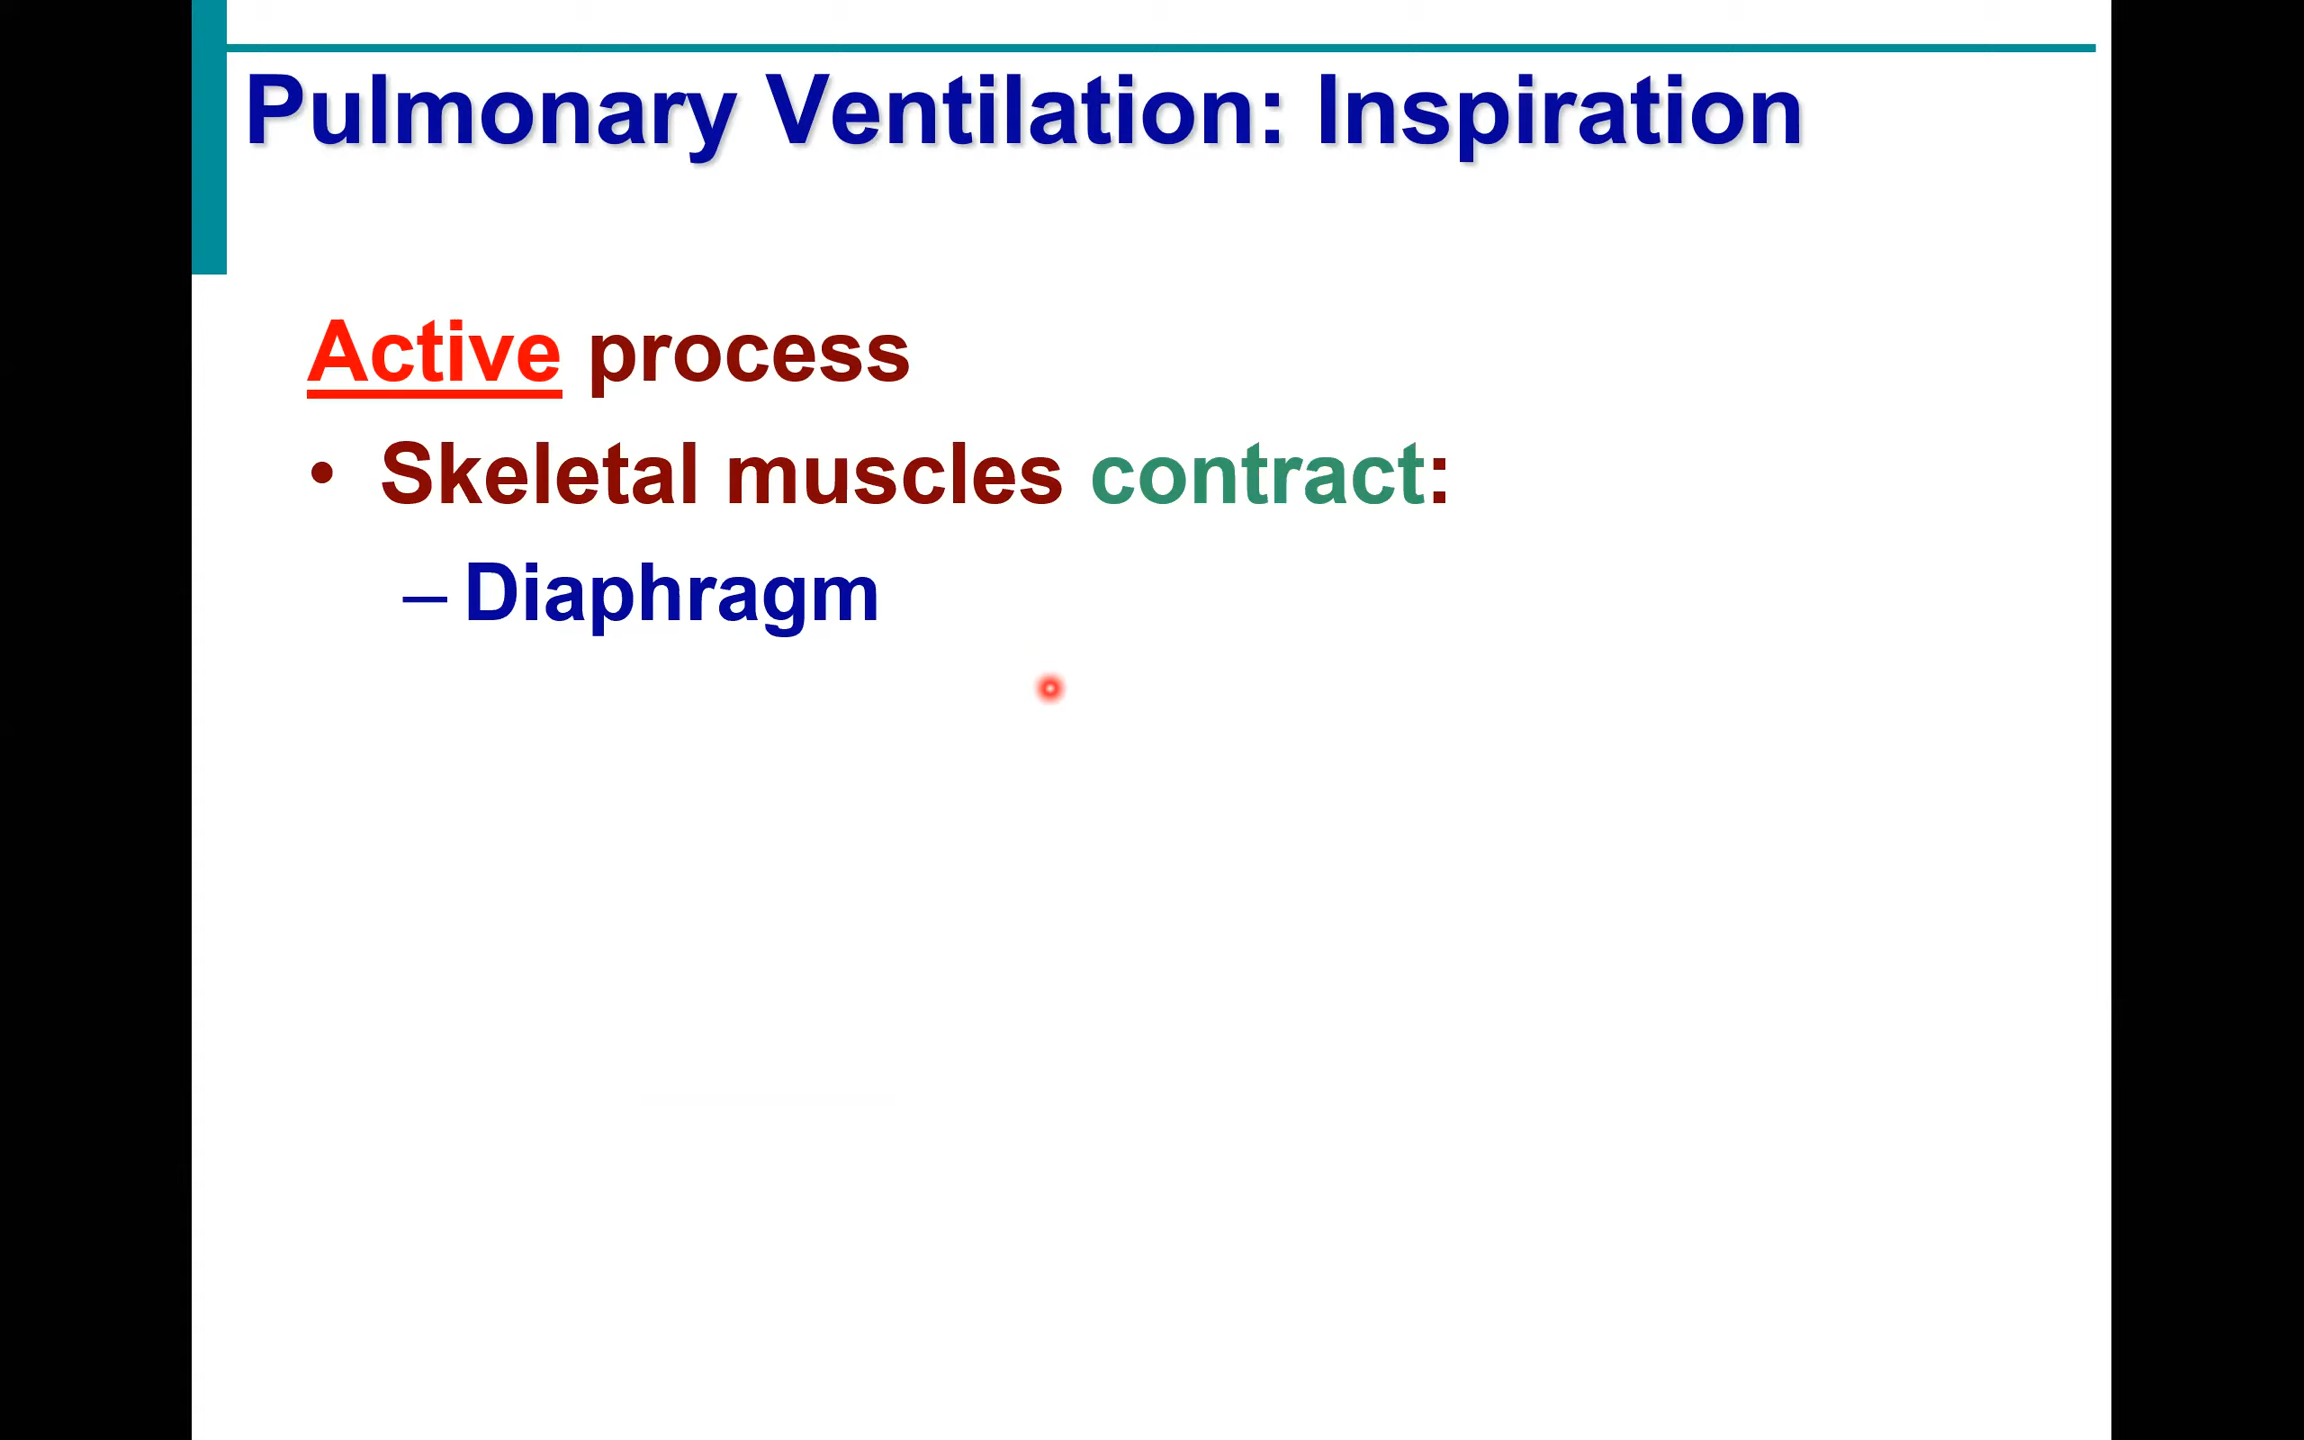 Pulmonary Ventilation: Inspiration
Active process
• Skeletal muscles contract:
– Diaphragm